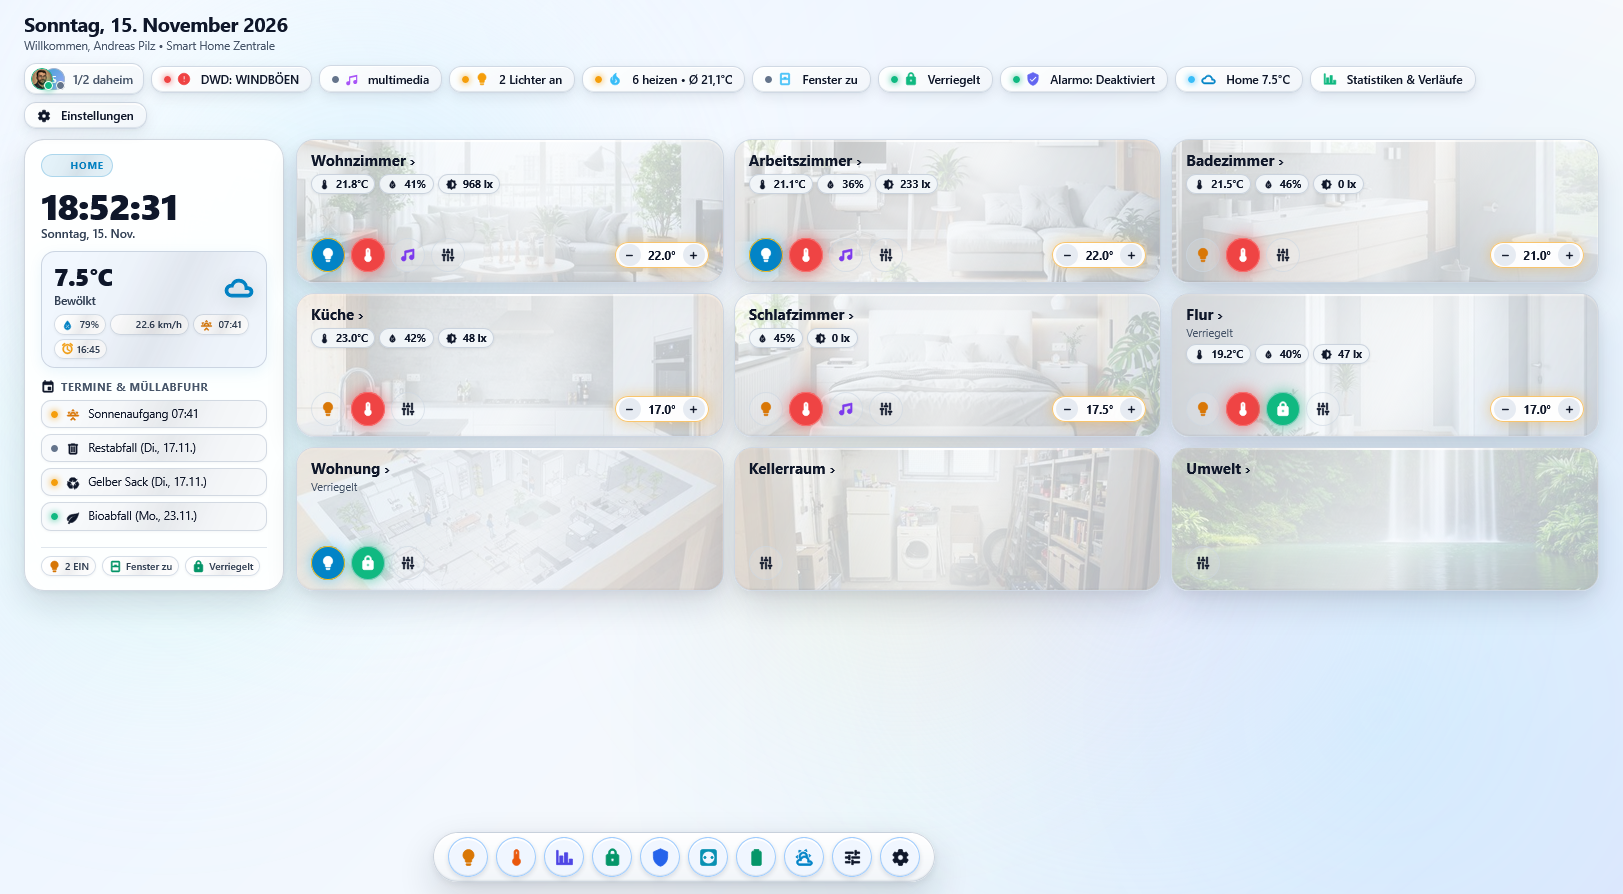 Sonntag, 15. November 2026
Willkommen, Andreas Pilz • Smart Home Zentrale
1/2 daheim
DWD: WINDBÖEN
multimedia
2 Lichter an
6 heizen • Ø 21,1°C
Fenster zu
Verriegelt
Alarmo: Deaktiviert
Home 7.5°C
Statistiken & Verläufe
Einstellungen
HOME
18:52:31
Sonntag, 15. Nov.
7.5°C
Bewölkt
79%
22.6 km/h
07:41
16:45
TERMINE & MÜLLABFUHR
Sonnenaufgang 07:41
Restabfall (Di., 17.11.)
Gelber Sack (Di., 17.11.)
Bioabfall (Mo., 23.11.)
2 EIN
Fenster zu
Verriegelt
Wohnzimmer ›
21.8°C
41%
968 lx
− 22.0° +
Arbeitszimmer ›
21.1°C
36%
233 lx
− 22.0° +
Badezimmer ›
21.5°C
46%
0 lx
− 21.0° +
Küche ›
23.0°C
42%
48 lx
− 17.0° +
Schlafzimmer ›
45%
0 lx
− 17.5° +
Flur ›
Verriegelt
19.2°C
40%
47 lx
− 17.0° +
Wohnung ›
Verriegelt
Kellerraum ›
Umwelt ›